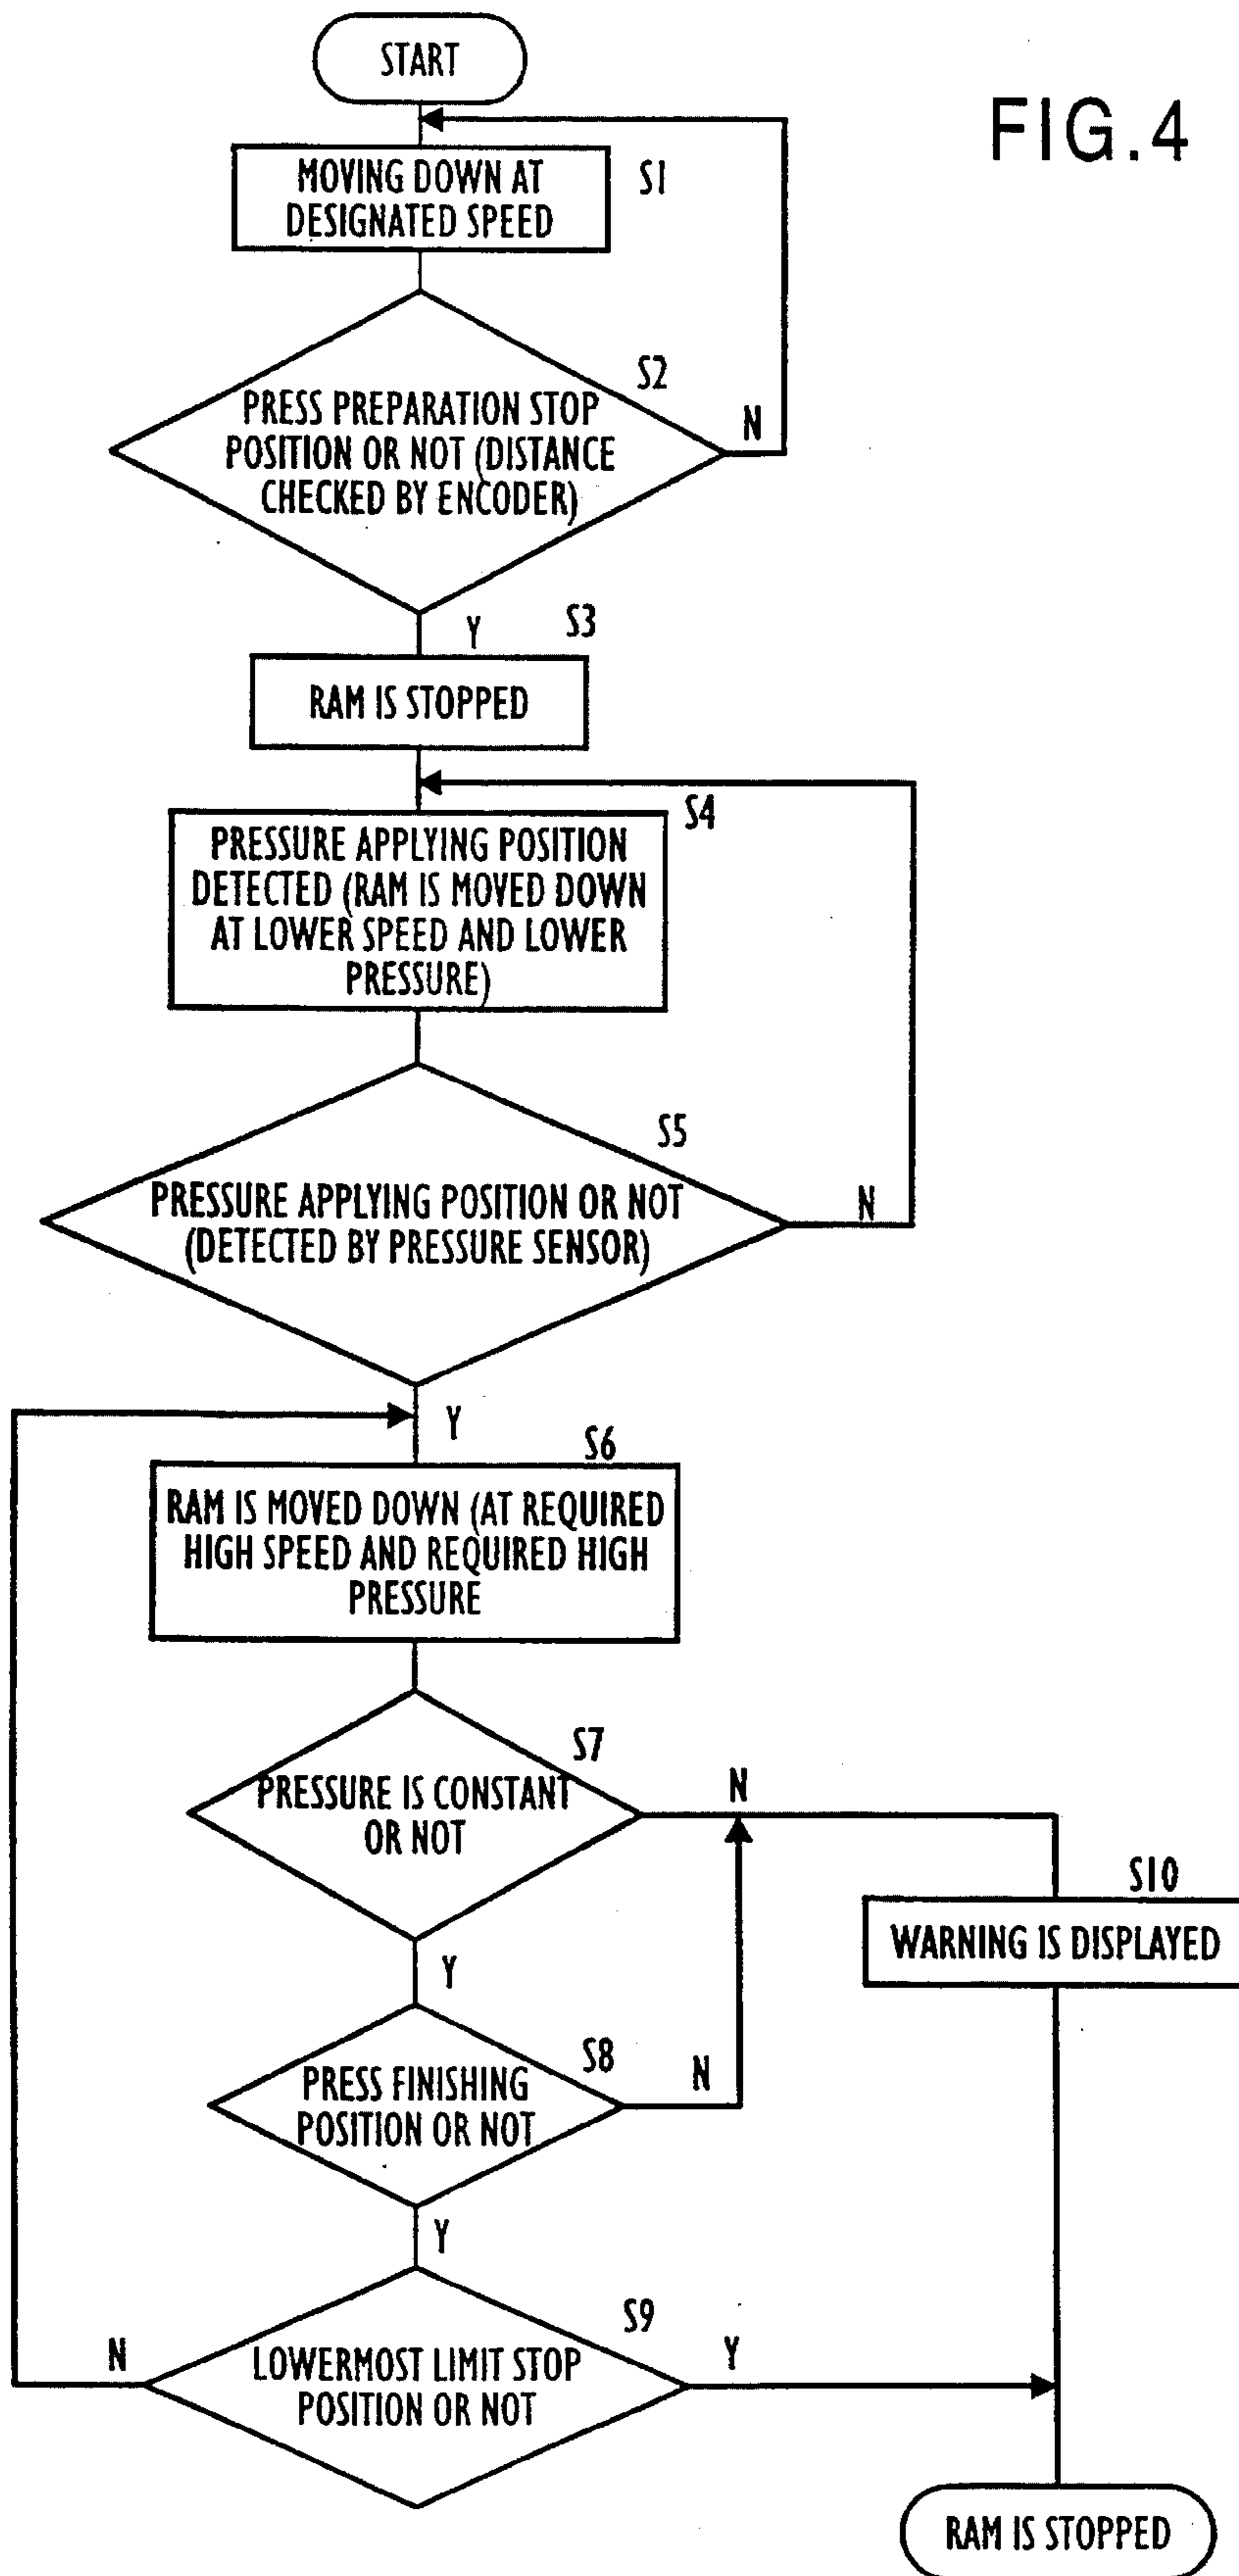 START
FIG.4
MOVING DOWN AT
DESIGNATED SPEED
S1
S2
PRESS PREPARATION STOP
POSITION OR NOT (DISTANCE
CHECKED BY ENCODER)
N
Y
S3
RAM IS STOPPED
S4
PRESSURE APPLYING POSITION
DETECTED (RAM IS MOVED DOWN
AT LOWER SPEED AND LOWER
PRESSURE)
S5
PRESSURE APPLYING POSITION OR NOT
(DETECTED BY PRESSURE SENSOR)
N
Y
S6
RAM IS MOVED DOWN (AT REQUIRED
HIGH SPEED AND REQUIRED HIGH
PRESSURE
S7
PRESSURE IS CONSTANT
OR NOT
N
Y
S10
WARNING IS DISPLAYED
S8
PRESS FINISHING
POSITION OR NOT
N
Y
S9
LOWERMOST LIMIT STOP
POSITION OR NOT
N
Y
RAM IS STOPPED